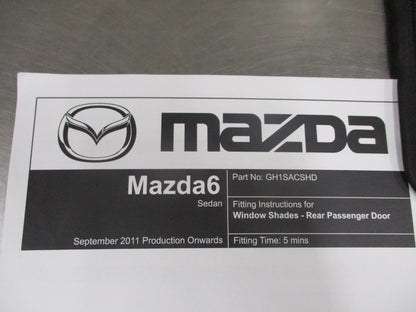 mazda
Mazda6
Sedan
September 2011 Production Onwards
Part No: GH1SACSHD
Fitting Instructions for
Window Shades - Rear Passenger Door
Fitting Time: 5 mins